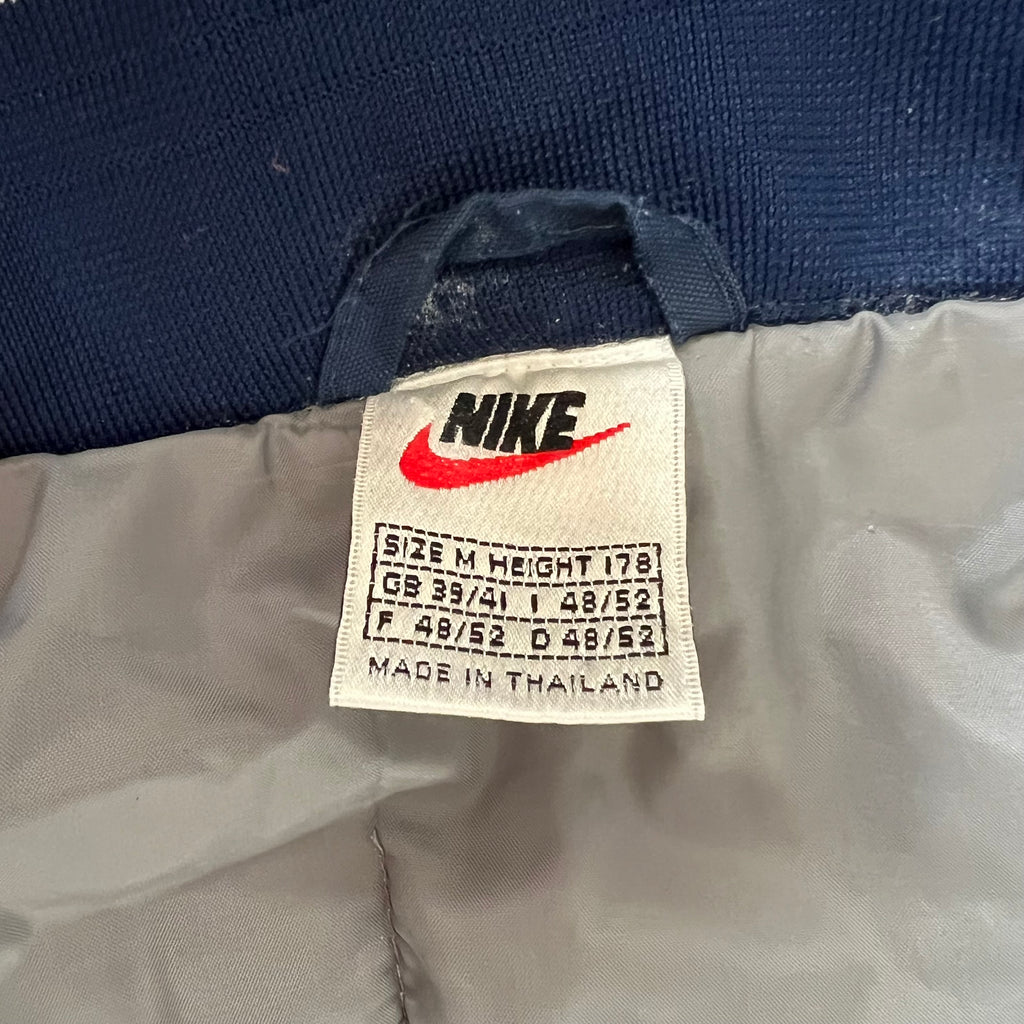 NIKE
SIZE M HEIGHT 178
GB 39/41 I 48/52
F 48/52 D 48/52
MADE IN THAILAND